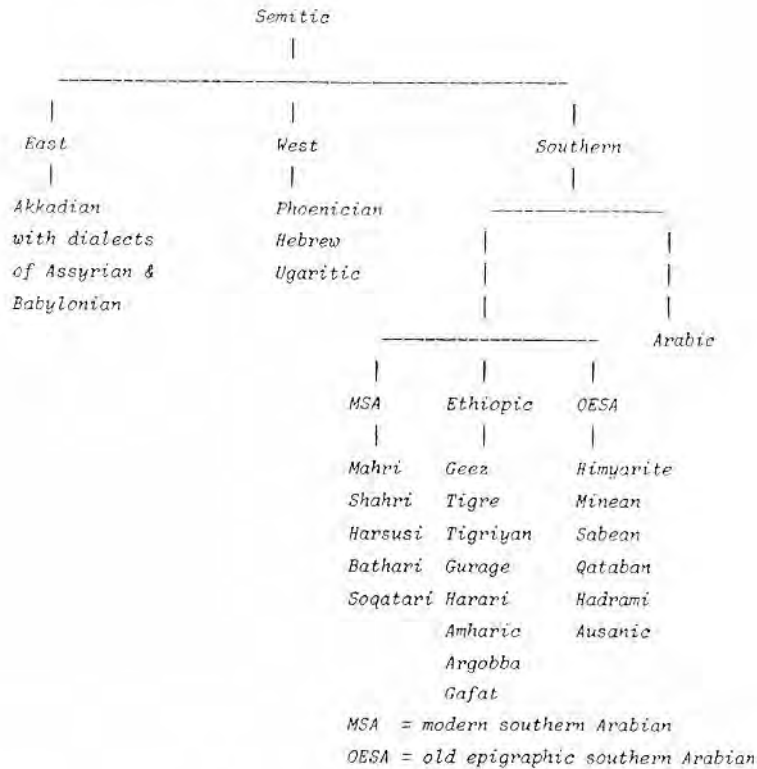 Semitic
East West Southern
Akkadian Phoenician
with dialects Hebrew
of Assyrian & Ugaritic
Babylonian
Arabic
MSA Ethiopic OESA
Mahri Geez Himyarite
Shahri Tigre Minean
Harsusi Tigriyan Sabean
Bathari Gurage Qataban
Soqatari Harari Hadrami
Amharic Ausanic
Argobba
Gafat
MSA = modern southern Arabian
OESA = old epigraphic southern Arabian